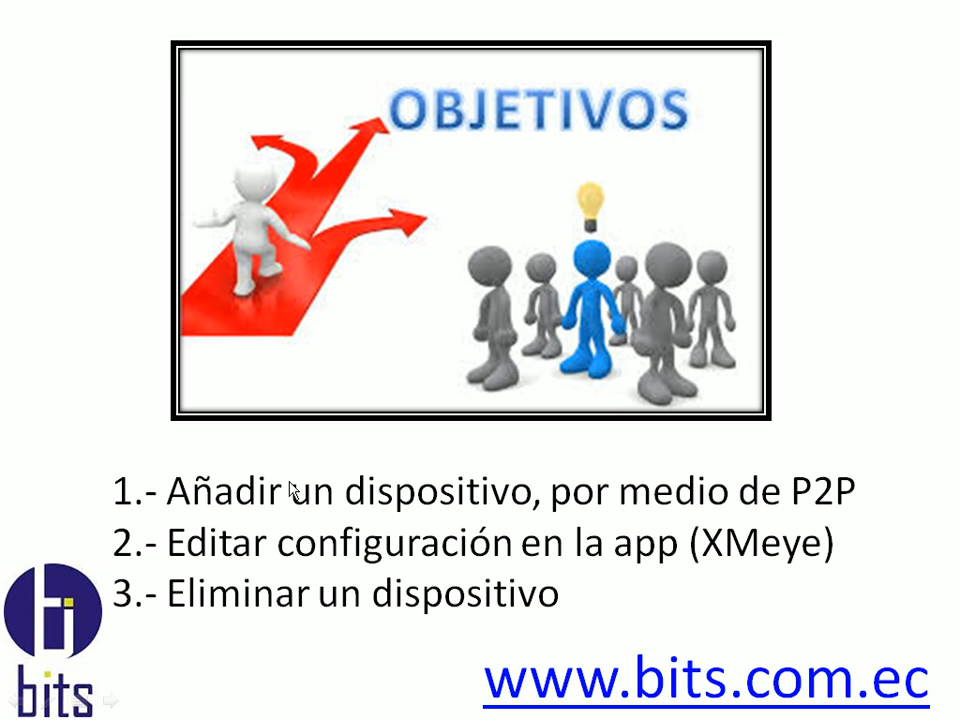 OBJETIVOS
1.- Añadir un dispositivo, por medio de P2P
2.- Editar configuración en la app (XMeye)
3.- Eliminar un dispositivo
bits
www.bits.com.ec